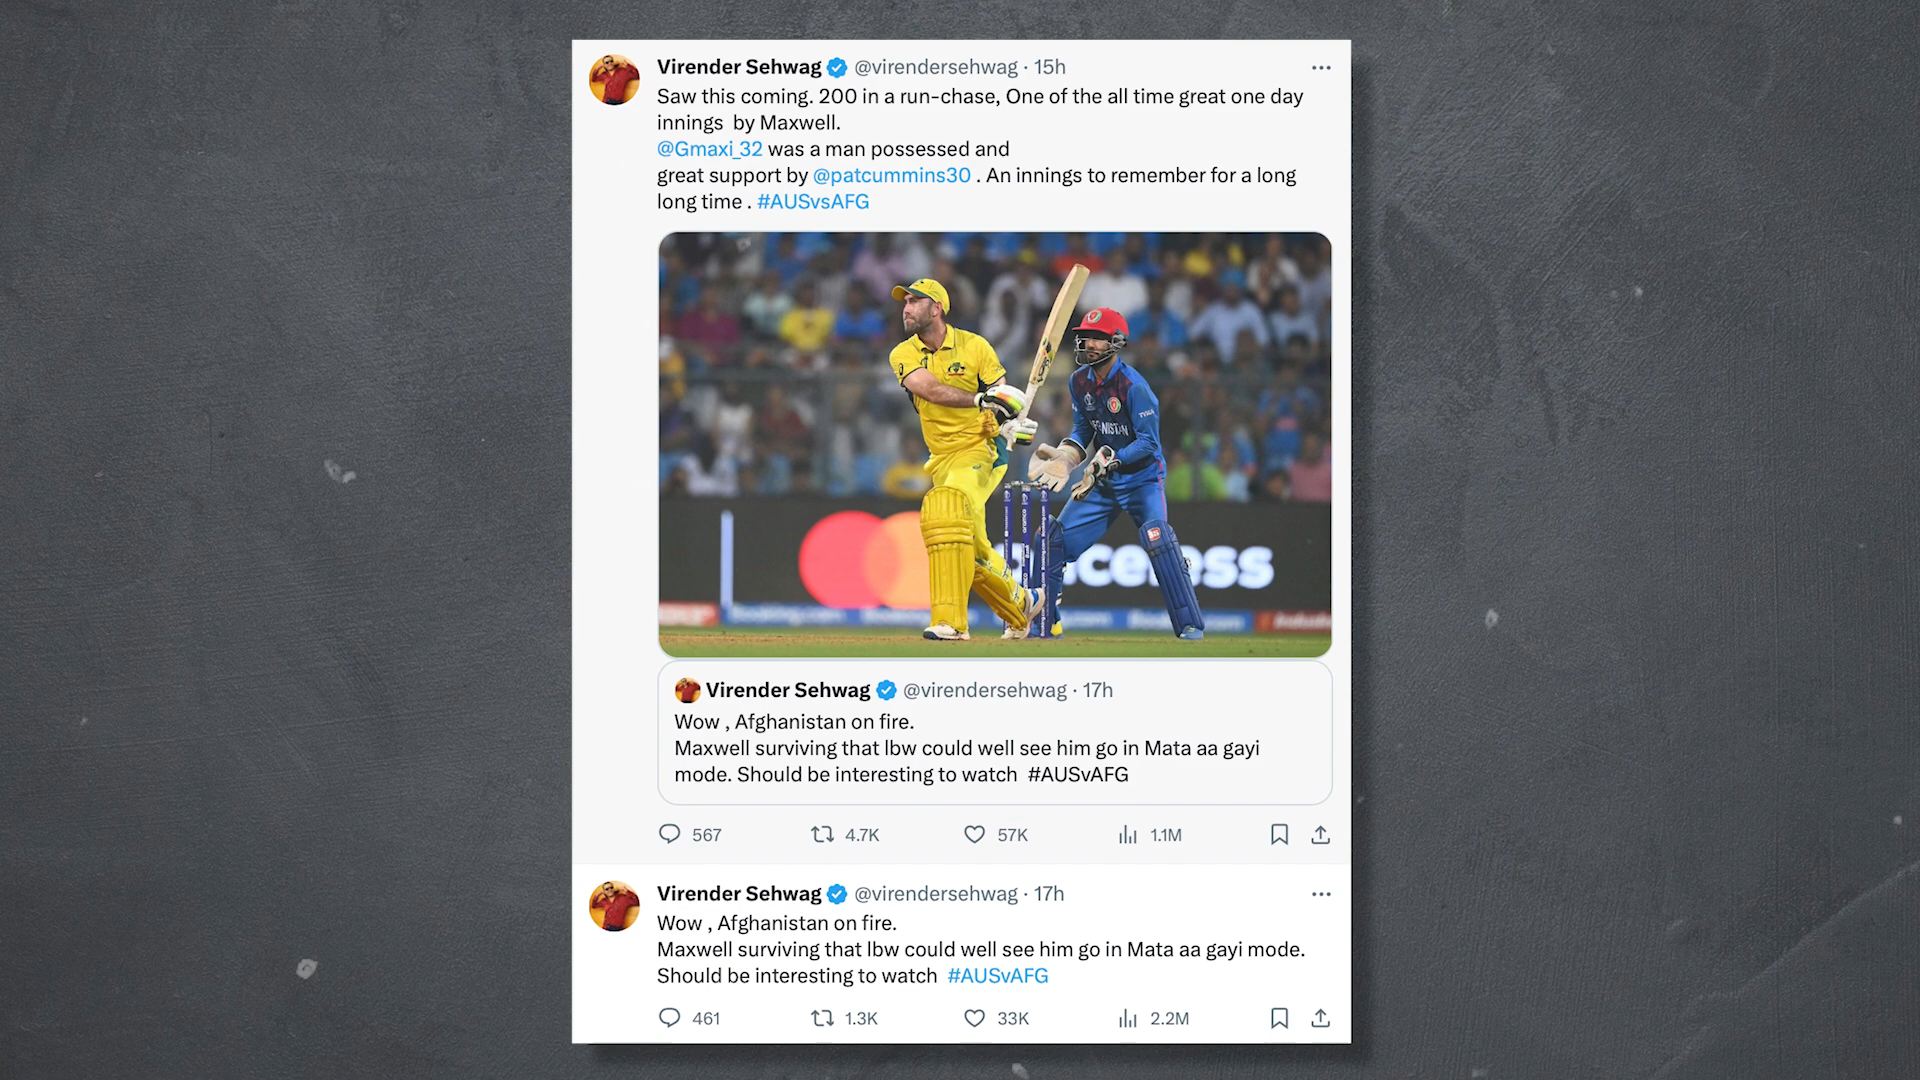 Virender Sehwag @virendersehwag · 15h
Saw this coming. 200 in a run-chase, One of the all time great one day
innings  by Maxwell.
@Gmaxi_32 was a man possessed and
great support by @patcummins30 . An innings to remember for a long
long time . #AUSvsAFG
Virender Sehwag @virendersehwag · 17h
Wow , Afghanistan on fire.
Maxwell surviving that lbw could well see him go in Mata aa gayi
mode. Should be interesting to watch  #AUSvAFG
567 4.7K 57K 1.1M
Virender Sehwag @virendersehwag · 17h
Wow , Afghanistan on fire.
Maxwell surviving that lbw could well see him go in Mata aa gayi mode.
Should be interesting to watch  #AUSvAFG
461 1.3K 33K 2.2M